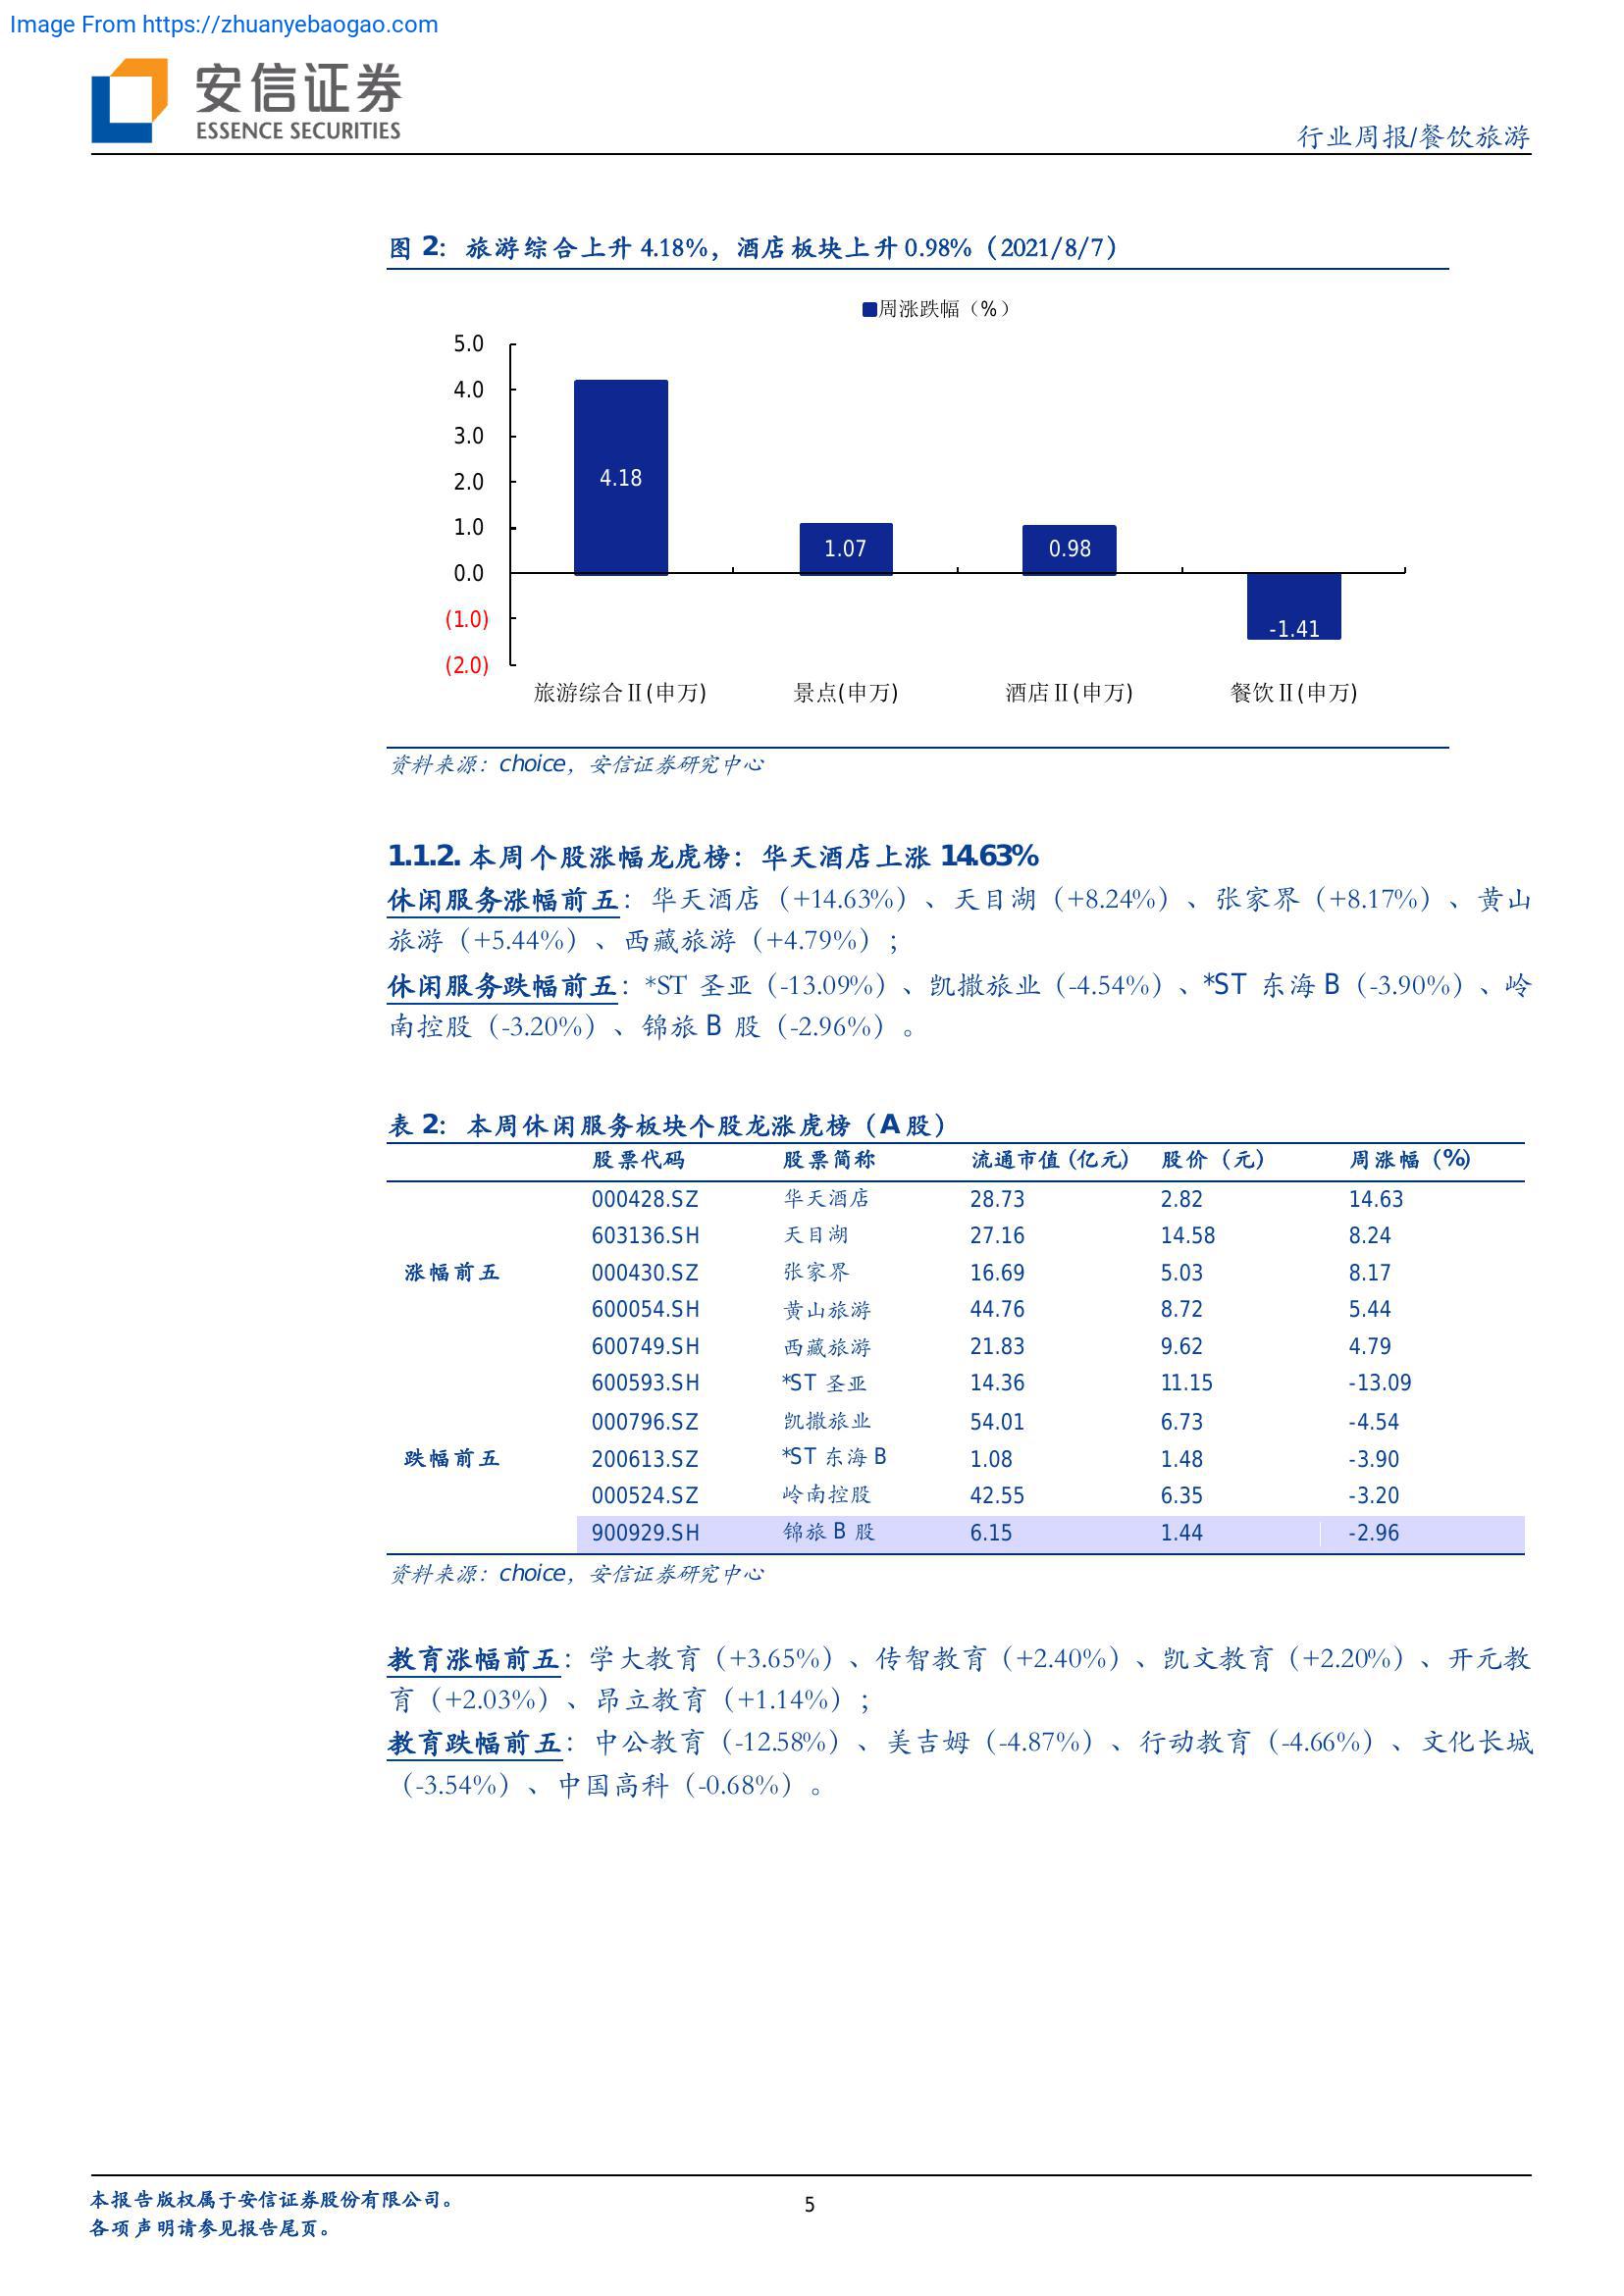 Image From https://zhuanyebaogao.com
安信证券
ESSENCE SECURITIES
行业周报/餐饮旅游
图 2：旅游综合上升 4.18%，酒店板块上升 0.98%（2021/8/7）
周涨跌幅（%）
5.0
4.0
3.0
2.0
1.0
0.0
(1.0)
(2.0)
4.18
1.07
0.98
-1.41
旅游综合Ⅱ(申万) 景点(申万) 酒店Ⅱ(申万) 餐饮Ⅱ(申万)
资料来源：choice，安信证券研究中心
1.1.2. 本周个股涨幅龙虎榜：华天酒店上涨 14.63%
休闲服务涨幅前五：华天酒店（+14.63%）、天目湖（+8.24%）、张家界（+8.17%）、黄山
旅游（+5.44%）、西藏旅游（+4.79%）；
休闲服务跌幅前五：*ST 圣亚（-13.09%）、凯撒旅业（-4.54%）、*ST 东海 B（-3.90%）、岭
南控股（-3.20%）、锦旅 B 股（-2.96%）。
表 2：本周休闲服务板块个股龙涨虎榜（A 股）
股票代码 股票简称 流通市值(亿元) 股价（元） 周涨幅（%）
000428.SZ 华天酒店 28.73 2.82 14.63
603136.SH 天目湖 27.16 14.58 8.24
涨幅前五 000430.SZ 张家界 16.69 5.03 8.17
600054.SH 黄山旅游 44.76 8.72 5.44
600749.SH 西藏旅游 21.83 9.62 4.79
600593.SH *ST 圣亚 14.36 11.15 -13.09
000796.SZ 凯撒旅业 54.01 6.73 -4.54
跌幅前五 200613.SZ *ST 东海 B 1.08 1.48 -3.90
000524.SZ 岭南控股 42.55 6.35 -3.20
900929.SH 锦旅 B 股 6.15 1.44 -2.96
资料来源：choice，安信证券研究中心
教育涨幅前五：学大教育（+3.65%）、传智教育（+2.40%）、凯文教育（+2.20%）、开元教
育（+2.03%）、昂立教育（+1.14%）；
教育跌幅前五：中公教育（-12.58%）、美吉姆（-4.87%）、行动教育（-4.66%）、文化长城
（-3.54%）、中国高科（-0.68%）。
本报告版权属于安信证券股份有限公司。
各项声明请参见报告尾页。
5